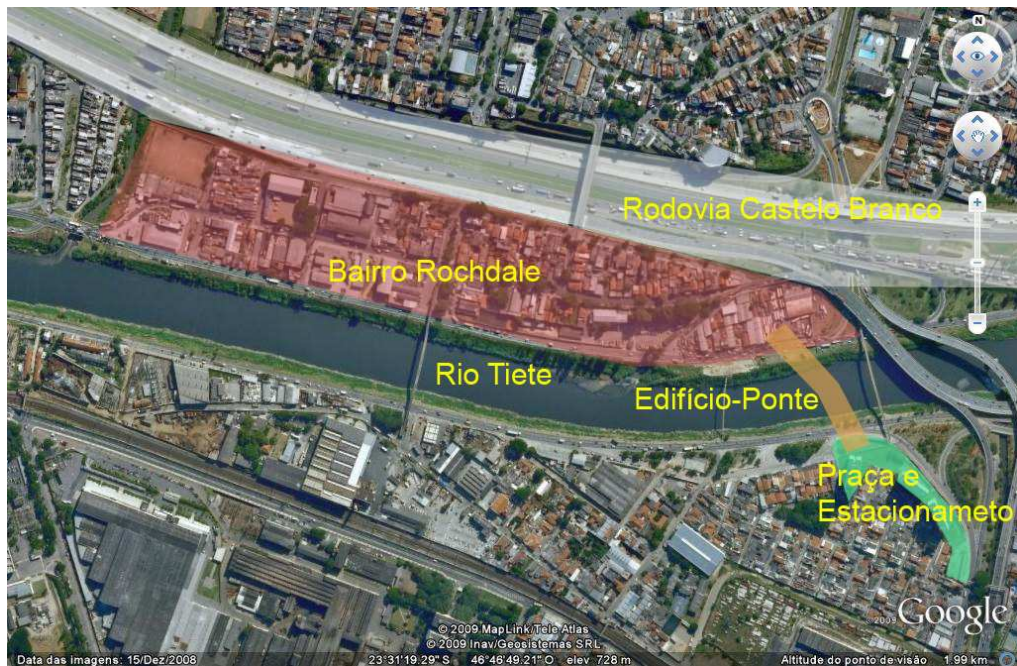 N
Rodovia Castelo Branco
Bairro Rochdale
Rio Tiete
Edifício-Ponte
Praça e
Estacionameto
© 2009 MapLink/Tele Atlas
© 2009 Inav/Geosistemas SRL
2009 Google
Data das imagens: 15/Dez/2008
23°31'19.29" S 46°46'49.21" O elev 728 m
Altitude do ponto de visão 1.99 km